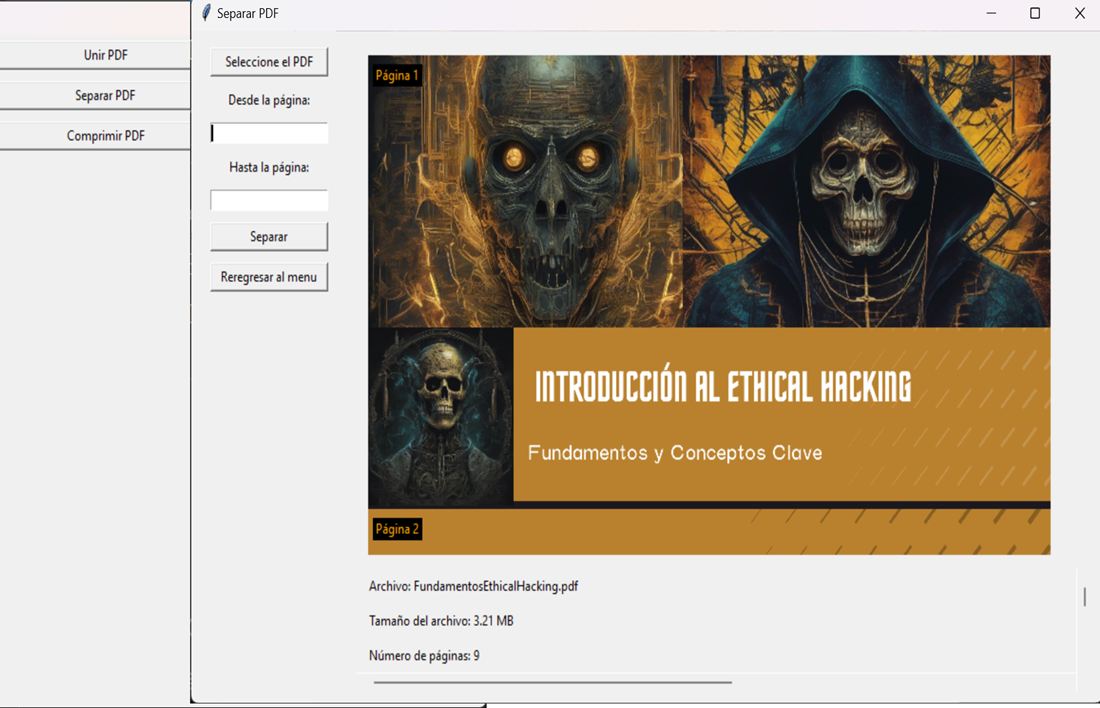 Separar PDF
Unir PDF
Separar PDF
Comprimir PDF
Seleccione el PDF
Desde la página:
Hasta la página:
Separar
Reregresar al menu
Página 1
INTRODUCCIÓN AL ETHICAL HACKING
Fundamentos y Conceptos Clave
Página 2
Archivo: FundamentosEthicalHacking.pdf
Tamaño del archivo: 3.21 MB
Número de páginas: 9